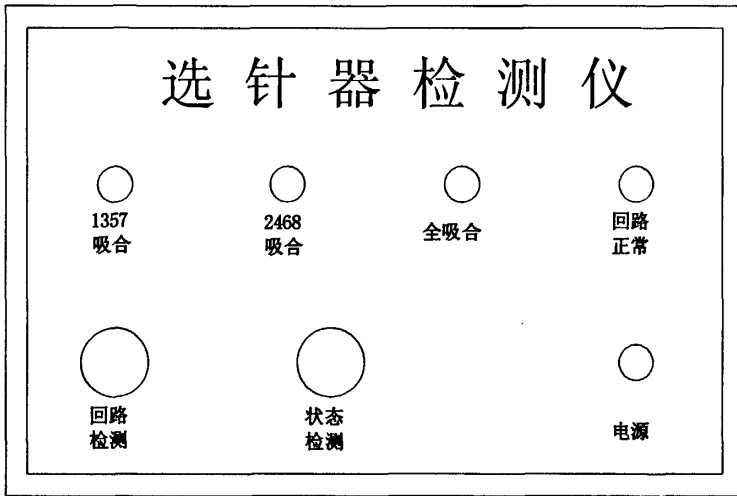 选针器检测仪
1357
吸合
2468
吸合
全吸合
回路
正常
回路
检测
状态
检测
电源